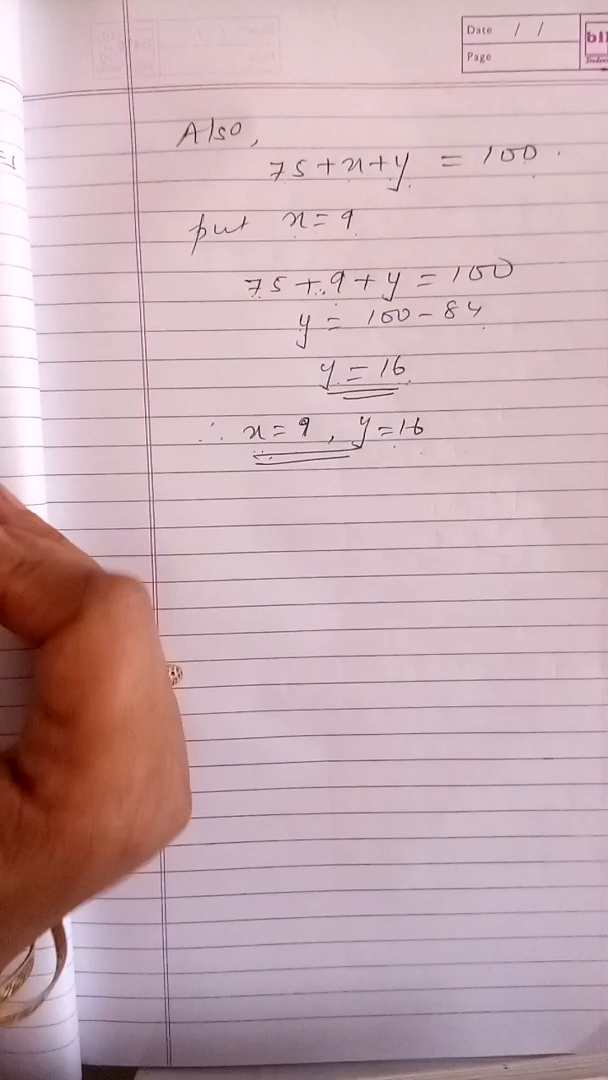 Date / /
Page
Also,
75 + x + y = 100.
put x = 9
75 + 9 + y = 100
y = 100 - 84
y = 16
∴ x = 9, y = 16